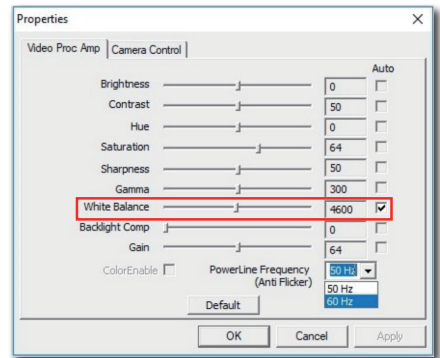 Properties
Video Proc Amp Camera Control
Auto
Brightness 0
Contrast 50
Hue 0
Saturation 64
Sharpness 50
Gamma 300
White Balance 4600
Backlight Comp 0
Gain 64
ColorEnable PowerLine Frequency 50 Hz
(Anti Flicker)
50 Hz
60 Hz
Default
OK Cancel Apply